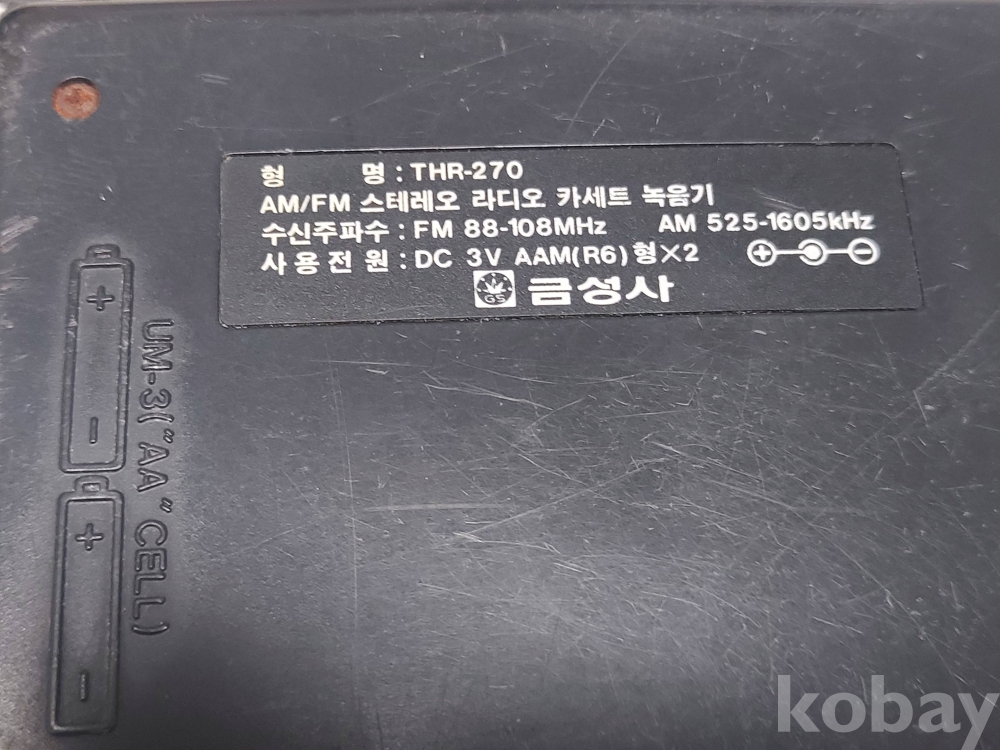 형 명 : THR-270
AM/FM 스테레오 라디오 카세트 녹음기
수신주파수 : FM 88-108MHz AM 525-1605kHz
사용전원 : DC 3V AAM(R6)형×2
GS 금성사
UM-3("AA" CELL)
kobay